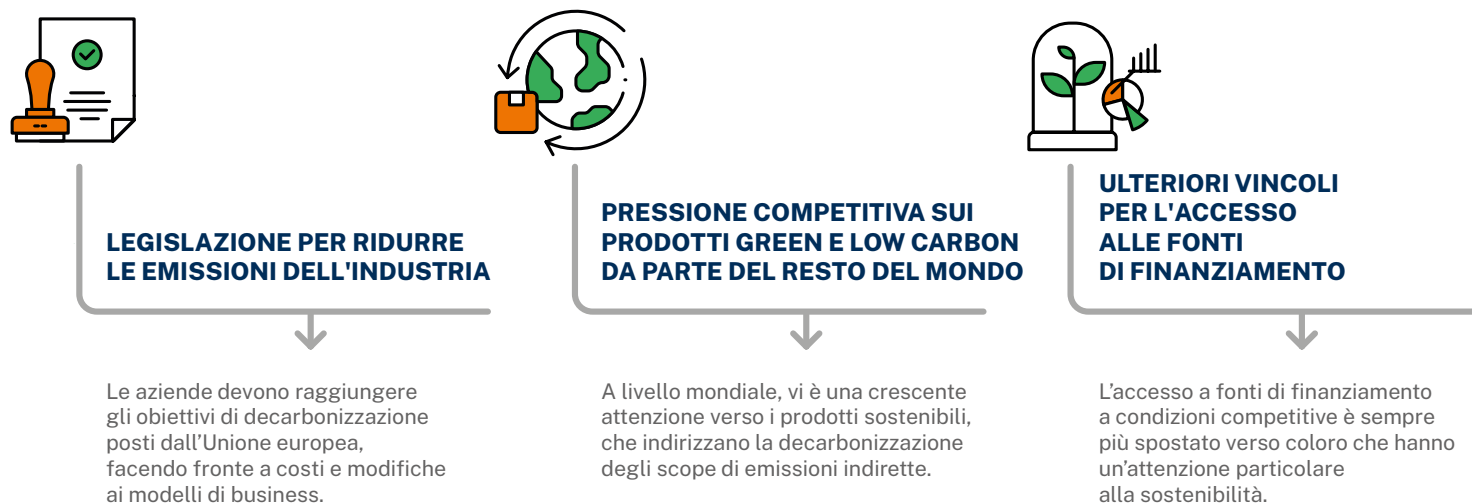 LEGISLAZIONE PER RIDURRE
LE EMISSIONI DELL'INDUSTRIA
Le aziende devono raggiungere
gli obiettivi di decarbonizzazione
posti dall’Unione europea,
facendo fronte a costi e modifiche
ai modelli di business.
PRESSIONE COMPETITIVA SUI
PRODOTTI GREEN E LOW CARBON
DA PARTE DEL RESTO DEL MONDO
A livello mondiale, vi è una crescente
attenzione verso i prodotti sostenibili,
che indirizzano la decarbonizzazione
degli scope di emissioni indirette.
ULTERIORI VINCOLI
PER L'ACCESSO
ALLE FONTI
DI FINANZIAMENTO
L’accesso a fonti di finanziamento
a condizioni competitive è sempre
più spostato verso coloro che hanno
un’attenzione particolare
alla sostenibilità.